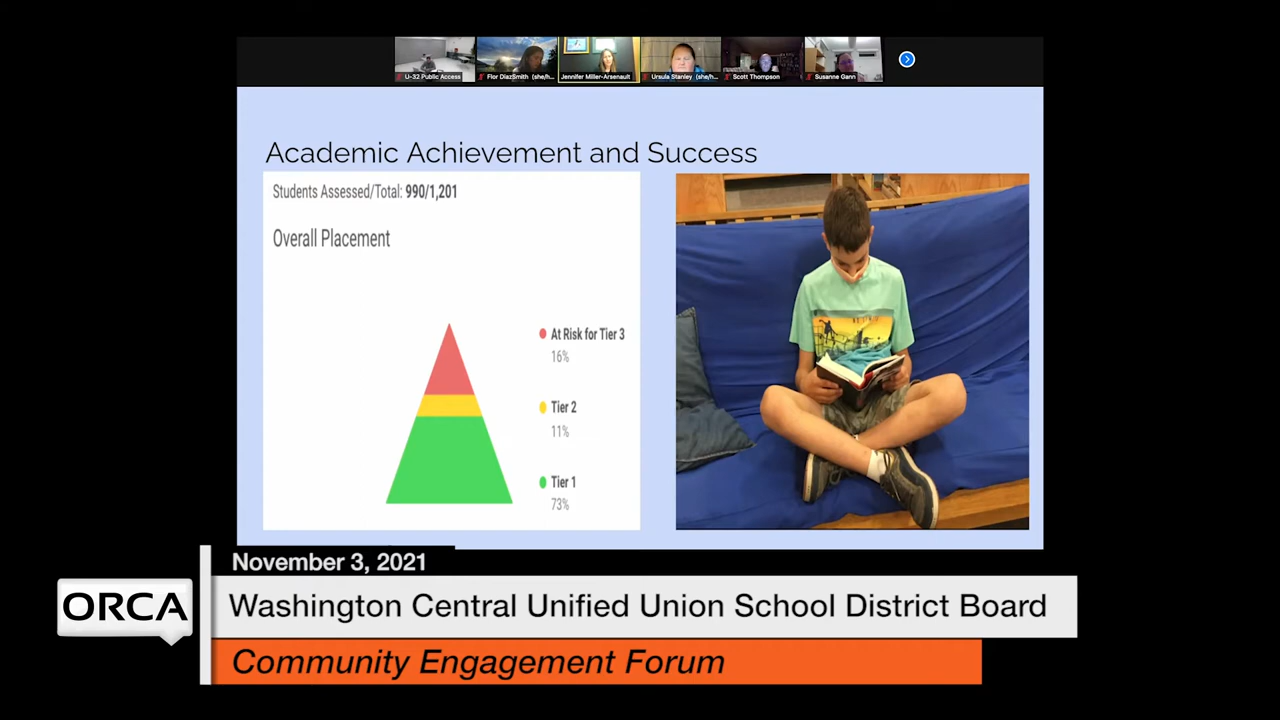 U-32 Public Access
Flor DiazSmith (she/h...
Jennifer Miller-Arsenault
Ursula Stanley (she/h...
Scott Thompson
Susanne Gann
Academic Achievement and Success
Students Assessed/Total: 990/1,201
Overall Placement
At Risk for Tier 3
16%
Tier 2
11%
Tier 1
73%
November 3, 2021
ORCA
Washington Central Unified Union School District Board
Community Engagement Forum